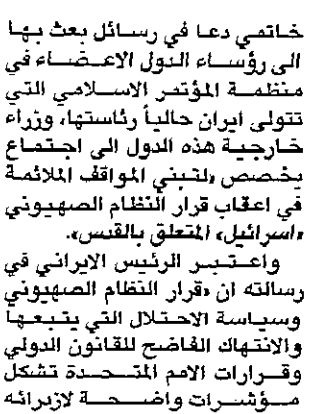 خاتمي دعا في رسائل بعث بها
الى رؤساء الدول الاعضاء في
منظمة المؤتمر الاسلامي التي
تتولى ايران حالياً رئاستها، وزراء
خارجية هذه الدول الى اجتماع
يخصص «لتبني المواقف الملائمة
في اعقاب قرار النظام الصهيوني
«اسرائيل» المتعلق بالقدس».
واعتبر الرئيس الايراني في
رسالته ان «قرار النظام الصهيوني
وسياسة الاحتلال التي يتبعها
والانتهاك الفاضح للقانون الدولي
وقرارات الامم المتحدة تشكل
مؤشرات واضحة لازدرائه